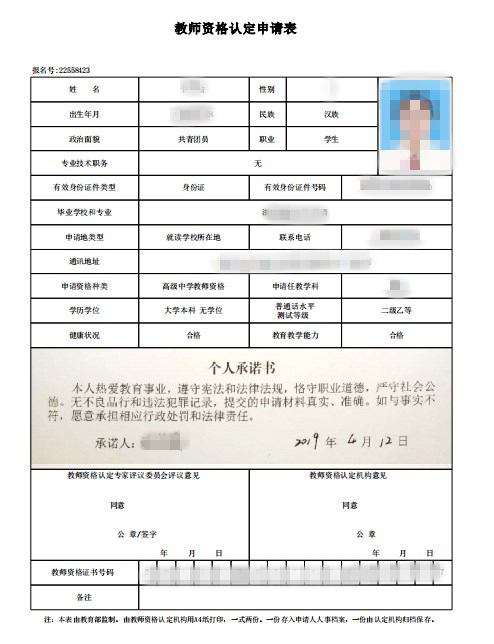 教师资格认定申请表
报名号:22558123
姓 名 性别
出生年月 民族 汉族
政治面貌 共青团员 职业 学生
专业技术职务 无
有效身份证件类型 身份证 有效身份证件号码
毕业学校和专业
申请地类型 就读学校所在地 联系电话
通讯地址
申请资格种类 高级中学教师资格 申请任教学科
学历学位 大学本科 无学位 普通话水平
测试等级 二级乙等
健康状况 合格 教育教学能力 合格
个人承诺书
本人热爱教育事业，遵守宪法和法律法规，恪守职业道德，严守社会公
德。无不良品行和违法犯罪记录，提交的申请材料真实、准确。如与事实不
符，愿意承担相应行政处罚和法律责任。
承诺人： 2019 年 4 月 12 日
教师资格认定专家评议委员会评议意见 教师资格认定机构意见
同意 同意
公 章/签字 公 章
年 月 日 年 月 日
教师资格证书号码
备注
注：本表由教育部监制。由教师资格认定机构用A4纸打印，一式两份。一份存入申请人人事档案，一份由认定机构归档保存。